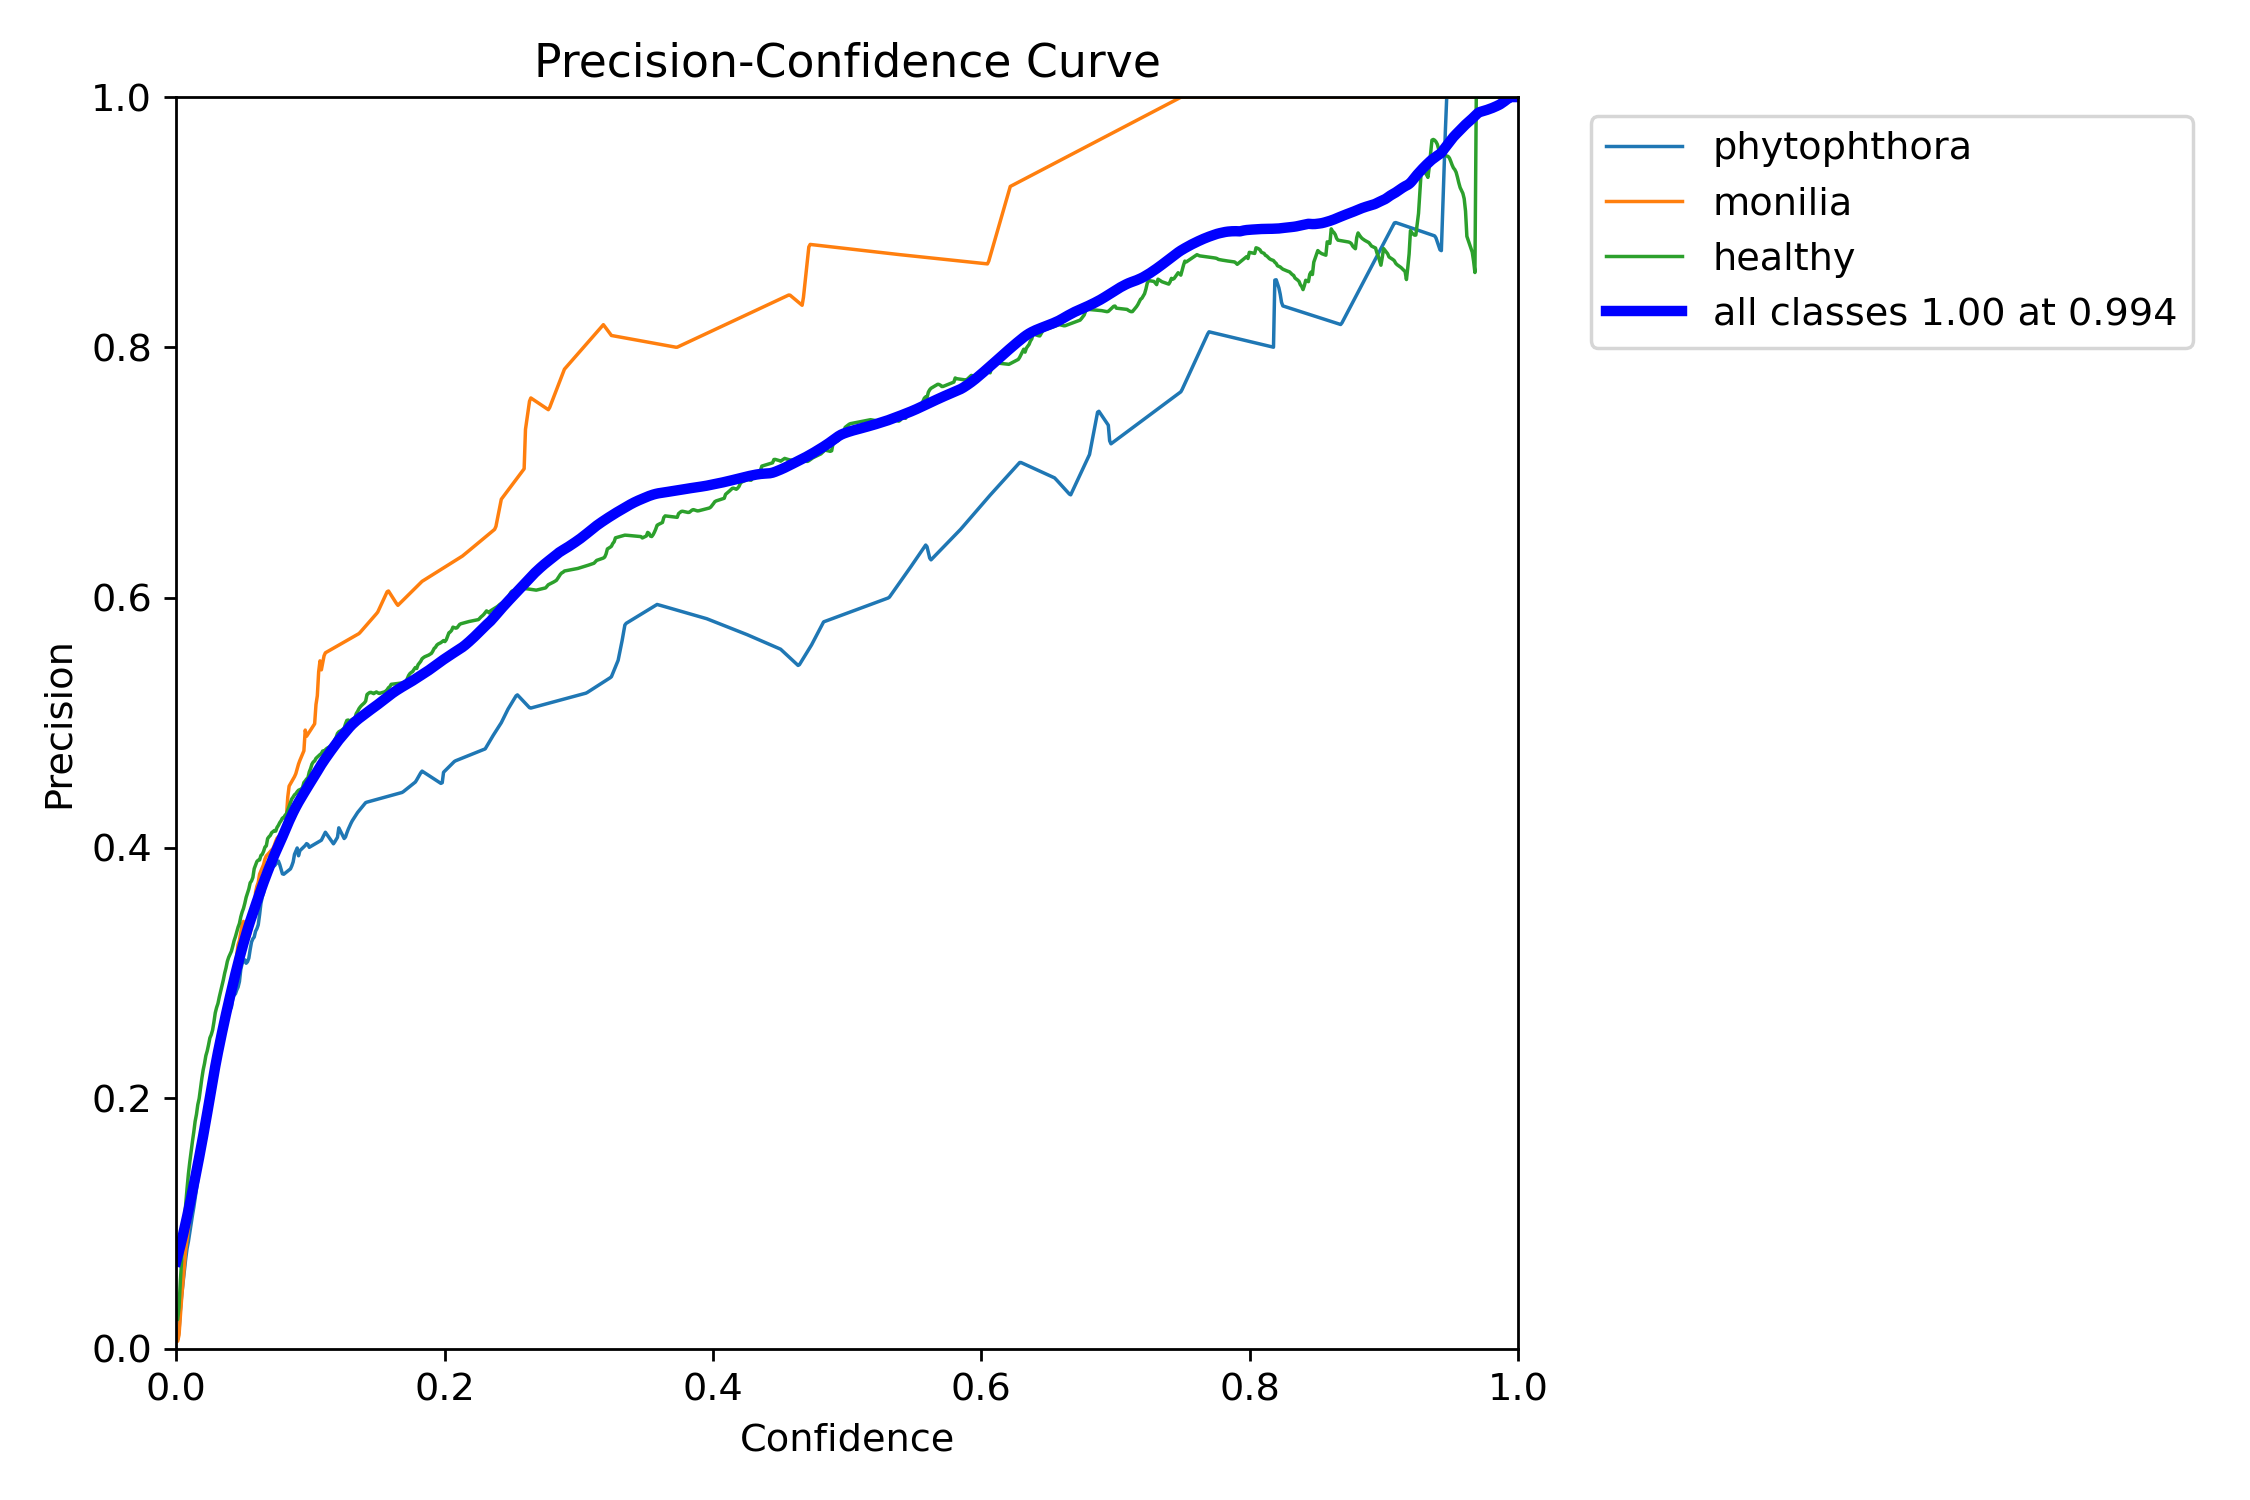 Precision-Confidence Curve
1.0
0.8
0.6
0.4
0.2
0.0
Precision
0.0 0.2 0.4 0.6 0.8 1.0
Confidence
phytophthora
monilia
healthy
all classes 1.00 at 0.994